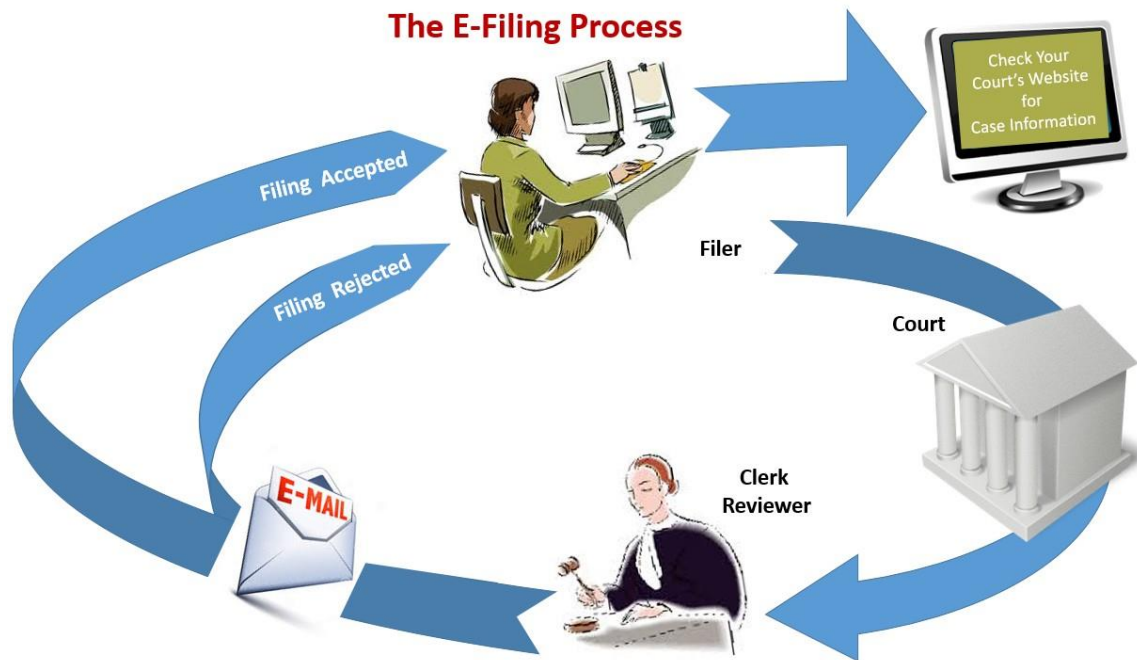 The E-Filing Process
Check Your
Court's Website
for
Case Information
Filing Accepted
Filing Rejected
Filer
Court
Clerk
Reviewer
E-MAIL